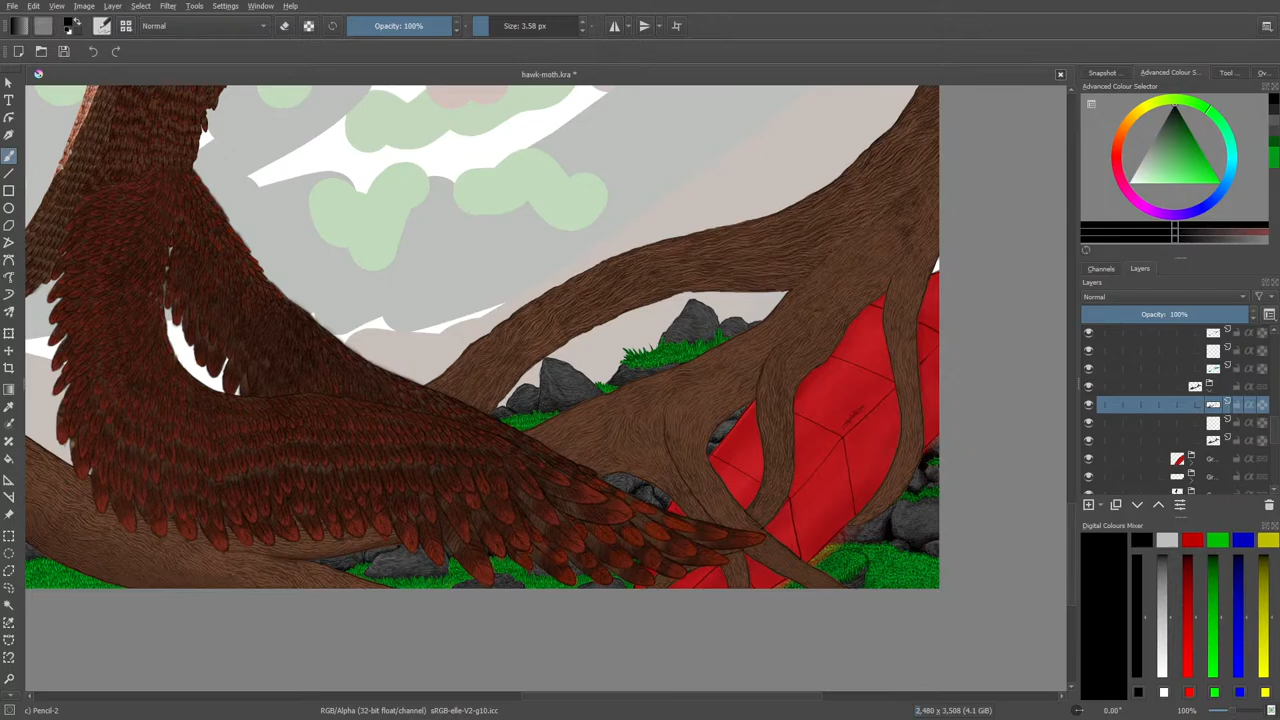 File Edit View Image Layer Select Filter Tools Settings Window Help
Normal Opacity: 100% Size: 3.58 px
hawk-moth.kra *
Snapshot ... Advanced Colour S... Tool ... Ov...
Advanced Colour Selector
Channels Layers
Layers
Normal
Opacity: 100%
Gr...
Gr...
Digital Colours Mixer
c) Pencil-2 RGB/Alpha (32-bit float/channel) sRGB-elle-V2-g10.icc 2,480 x 3,508 (4.1 GiB) 0.00° 100%